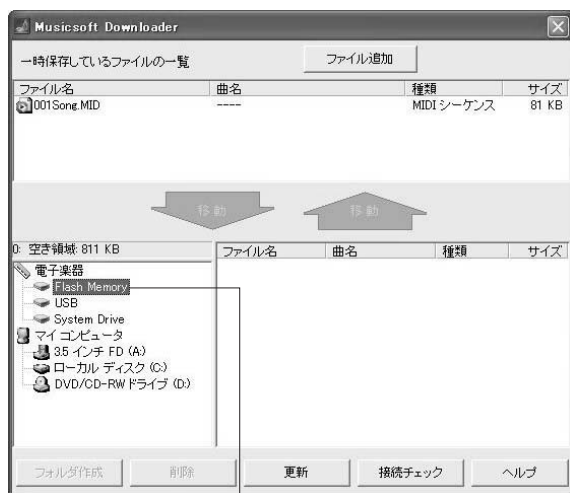 Musicsoft Downloader
一時保存しているファイルの一覧 ファイル追加
ファイル名 曲名 種類 サイズ
001Song.MID ---- MIDI シーケンス 81 KB
移動 移動
0: 空き領域: 811 KB
ファイル名 曲名 種類 サイズ
電子楽器
Flash Memory
USB
System Drive
マイ コンピュータ
3.5 インチ FD (A:)
ローカル ディスク (C:)
DVD/CD-RW ドライブ (D:)
フォルダ作成 削除 更新 接続チェック ヘルプ